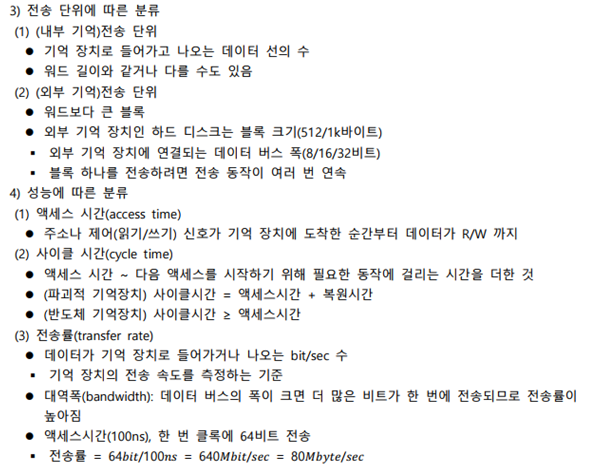 3) 전송 단위에 따른 분류
(1) (내부 기억)전송 단위
● 기억 장치로 들어가고 나오는 데이터 선의 수
● 워드 길이와 같거나 다를 수도 있음
(2) (외부 기억)전송 단위
● 워드보다 큰 블록
● 외부 기억 장치인 하드 디스크는 블록 크기(512/1k바이트)
▪ 외부 기억 장치에 연결되는 데이터 버스 폭(8/16/32비트)
▪ 블록 하나를 전송하려면 전송 동작이 여러 번 연속
4) 성능에 따른 분류
(1) 액세스 시간(access time)
● 주소나 제어(읽기/쓰기) 신호가 기억 장치에 도착한 순간부터 데이터가 R/W 까지
(2) 사이클 시간(cycle time)
● 액세스 시간 ~ 다음 액세스를 시작하기 위해 필요한 동작에 걸리는 시간을 더한 것
● (파괴적 기억장치) 사이클시간 = 액세스시간 + 복원시간
● (반도체 기억장치) 사이클시간 ≥ 액세스시간
(3) 전송률(transfer rate)
● 데이터가 기억 장치로 들어가거나 나오는 bit/sec 수
▪ 기억 장치의 전송 속도를 측정하는 기준
● 대역폭(bandwidth): 데이터 버스의 폭이 크면 더 많은 비트가 한 번에 전송되므로 전송률이
높아짐
● 액세스시간(100ns), 한 번 클록에 64비트 전송
▪ 전송률 = 64bit/100ns = 640Mbit/sec = 80Mbyte/sec